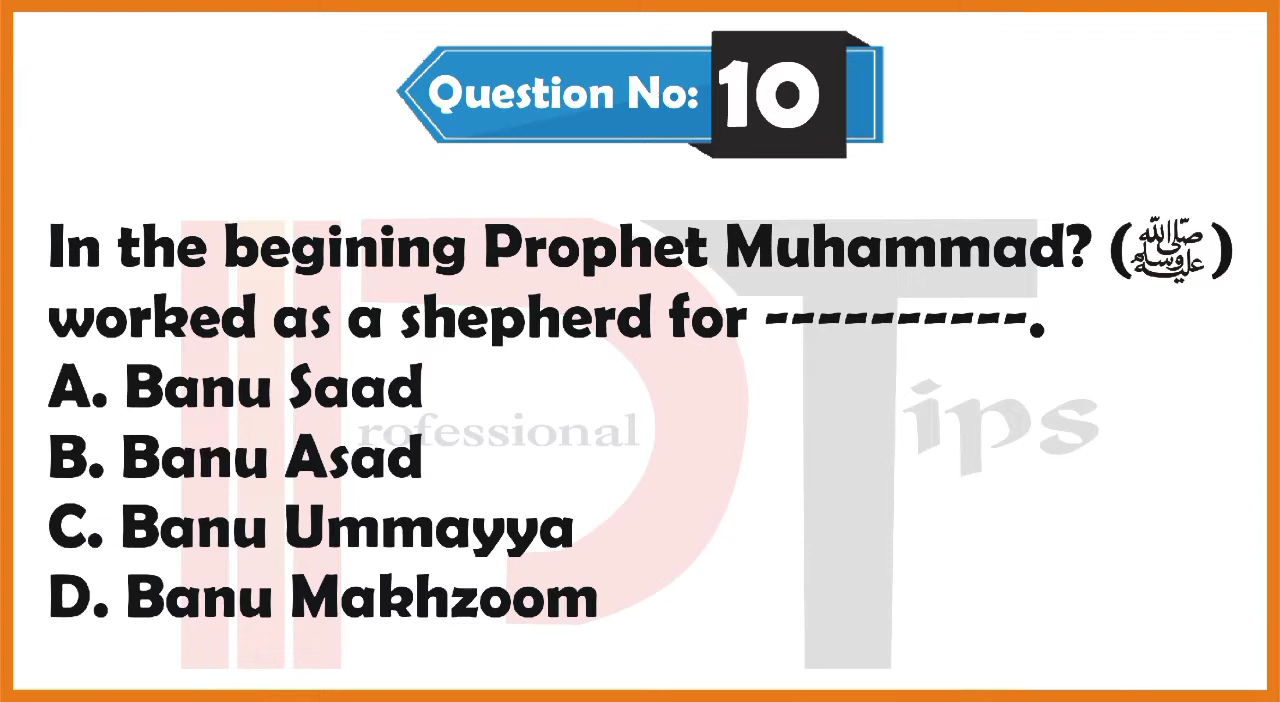 Question No: 10
In the begining Prophet Muhammad? (ﷺ)
worked as a shepherd for ----------.
A. Banu Saad
rofessional
ips
B. Banu Asad
C. Banu Ummayya
D. Banu Makhzoom